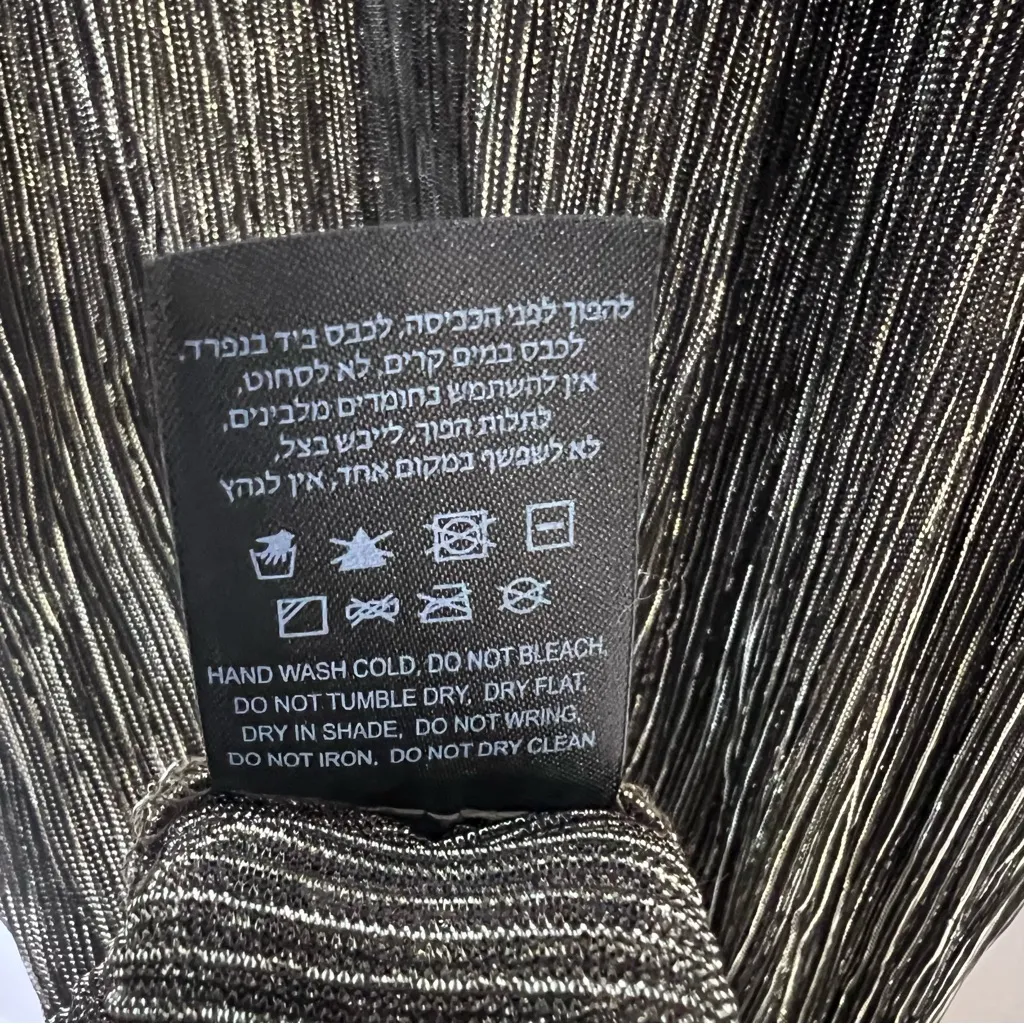 להפוך לפני הכביסה, לכבס ביד בנפרד.
לכבס במים קרים, לא לסחוט,
אין להשתמש בחומרים מלבינים,
לתלות הפוך, לייבש בצל,
לא לשפשף במקום אחד, אין לגהץ
HAND WASH COLD, DO NOT BLEACH,
DO NOT TUMBLE DRY, DRY FLAT,
DRY IN SHADE, DO NOT WRING,
DO NOT IRON, DO NOT DRY CLEAN